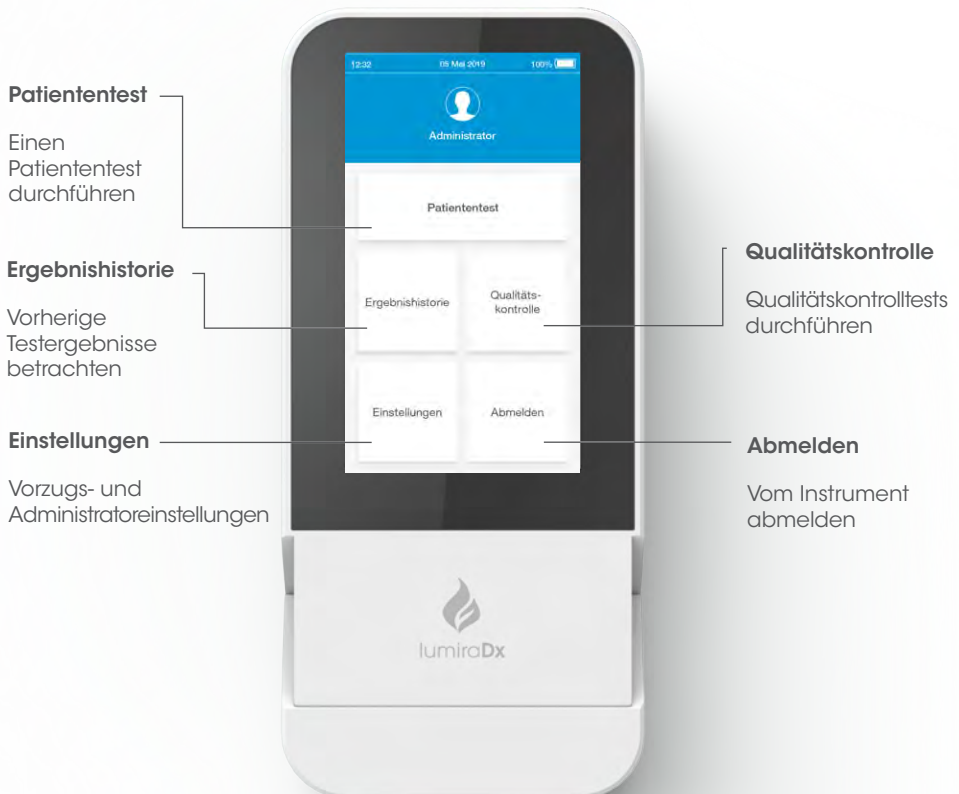 Patiententest
Einen
Patiententest
durchführen
Ergebnishistorie
Vorherige
Testergebnisse
betrachten
Einstellungen
Vorzugs- und
Administratoreinstellungen
12:32 05 Mai 2019 100%
Administrator
Patiententest
Ergebnishistorie
Qualitäts-
kontrolle
Einstellungen
Abmelden
lumiraDx
Qualitätskontrolle
Qualitätskontrolltests
durchführen
Abmelden
Vom Instrument
abmelden